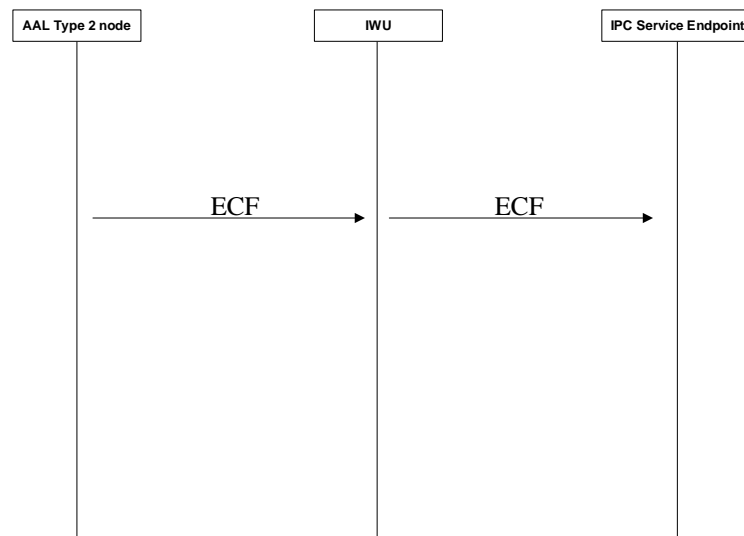 AAL Type 2 node
IWU
IPC Service Endpoint
ECF
ECF